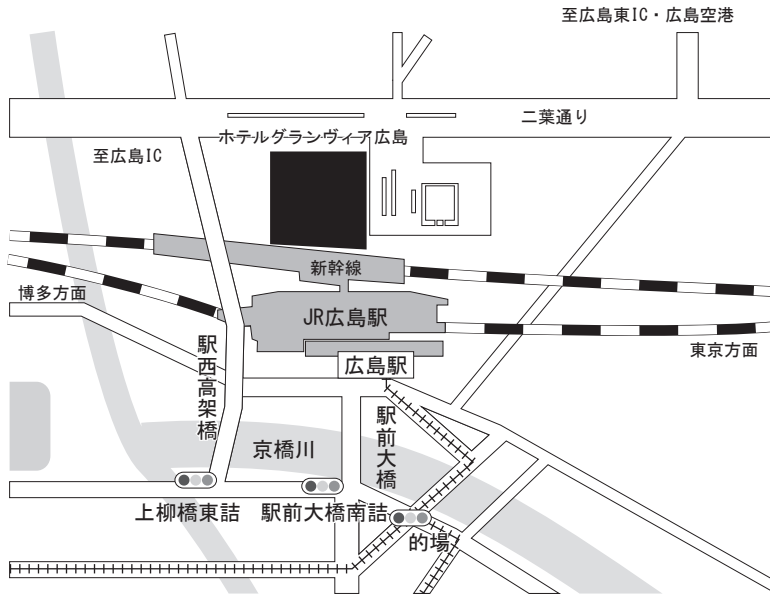 至広島東IC・広島空港
二葉通り
ホテルグランヴィア広島
至広島IC
新幹線
博多方面
JR広島駅
東京方面
広島駅
駅西高架橋
駅前大橋
京橋川
上柳橋東詰
駅前大橋南詰
的場